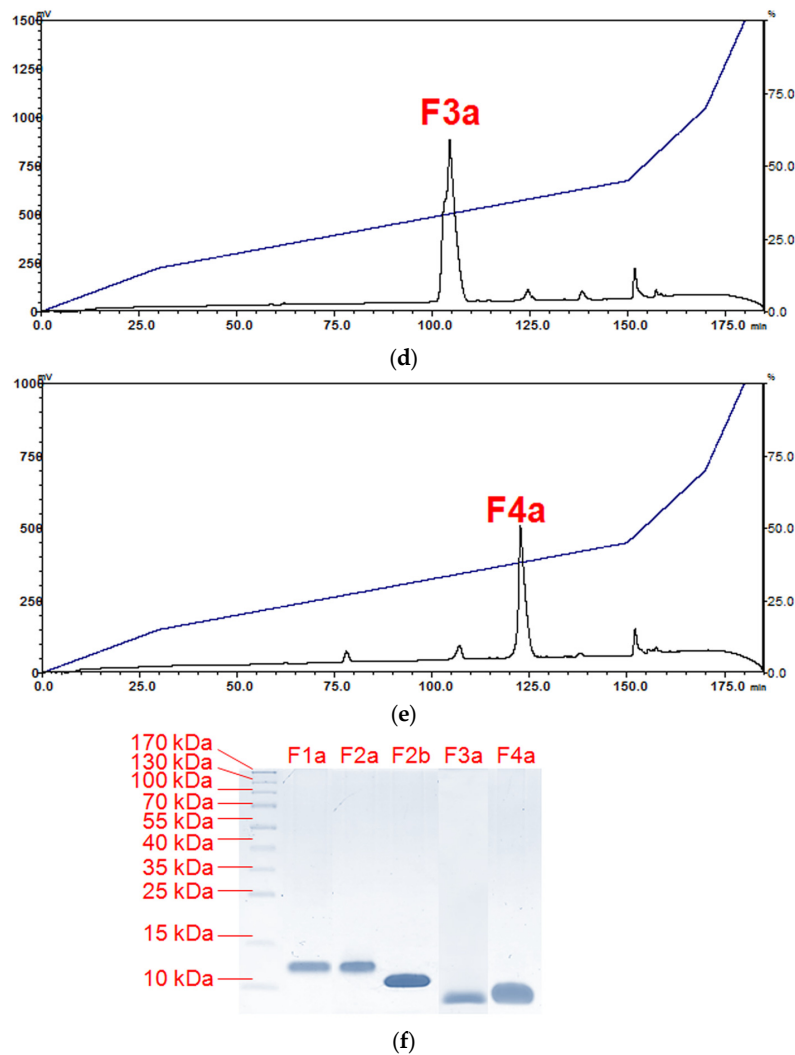 mV %
1500
1250
1000
750
500
250
0
75.0
50.0
25.0
0.0
F3a
0.0 25.0 50.0 75.0 100.0 125.0 150.0 175.0 min
(d)
mV %
1000
750
500
250
0
75.0
50.0
25.0
0.0
F4a
0.0 25.0 50.0 75.0 100.0 125.0 150.0 175.0 min
(e)
170 kDa F1a F2a F2b F3a F4a
130 kDa
100 kDa
70 kDa
55 kDa
40 kDa
35 kDa
25 kDa
15 kDa
10 kDa
(f)